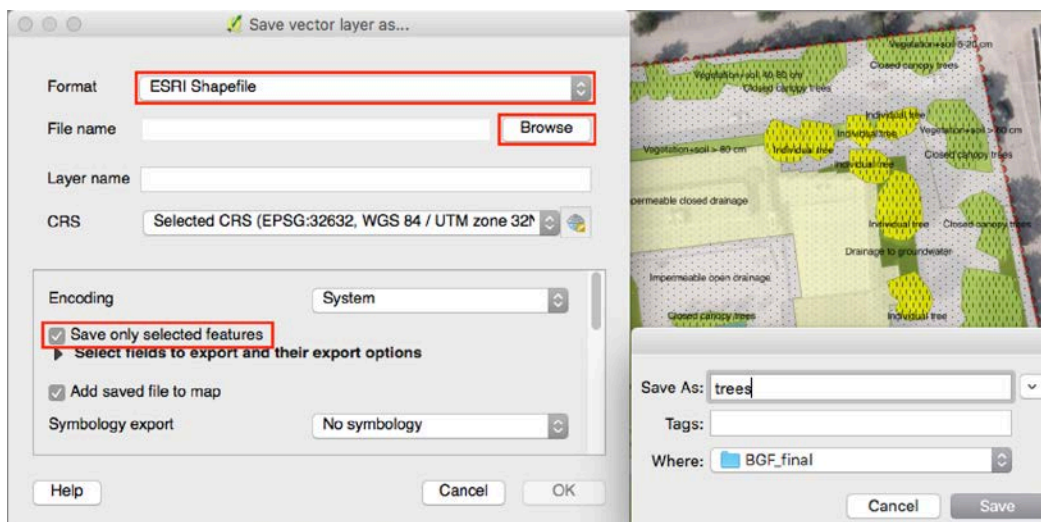 Save vector layer as...
Format
ESRI Shapefile
File name
Browse
Layer name
CRS
Selected CRS (EPSG:32632, WGS 84 / UTM zone 32N
Encoding
System
Save only selected features
Select fields to export and their export options
Add saved file to map
Symbology export
No symbology
Help
Cancel
OK
Vegetation+soil 5-20 cm
Closed canopy trees
Vegetation+soil 40-80 cm
Closed canopy trees
Individual tree
Individual tree
Vegetation+soil > 80 cm
Vegetation+soil > 80 cm
Individual tree
Closed canopy trees
Individual tree
permeable closed drainage
Individual tree
Closed canopy trees
Drainage to groundwater
Impermeable open drainage
Closed canopy trees
Individual tree
Save As:
trees
Tags:
Where:
BGF_final
Cancel
Save